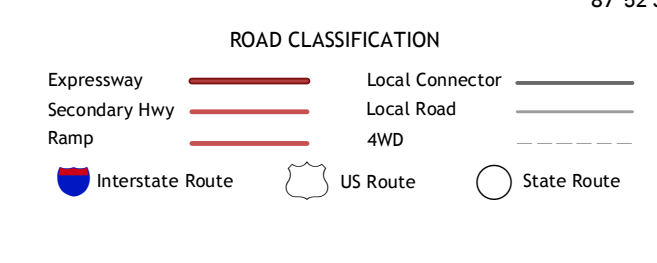 ROAD CLASSIFICATION
Expressway
Secondary Hwy
Ramp
Local Connector
Local Road
4WD
Interstate Route
US Route
State Route